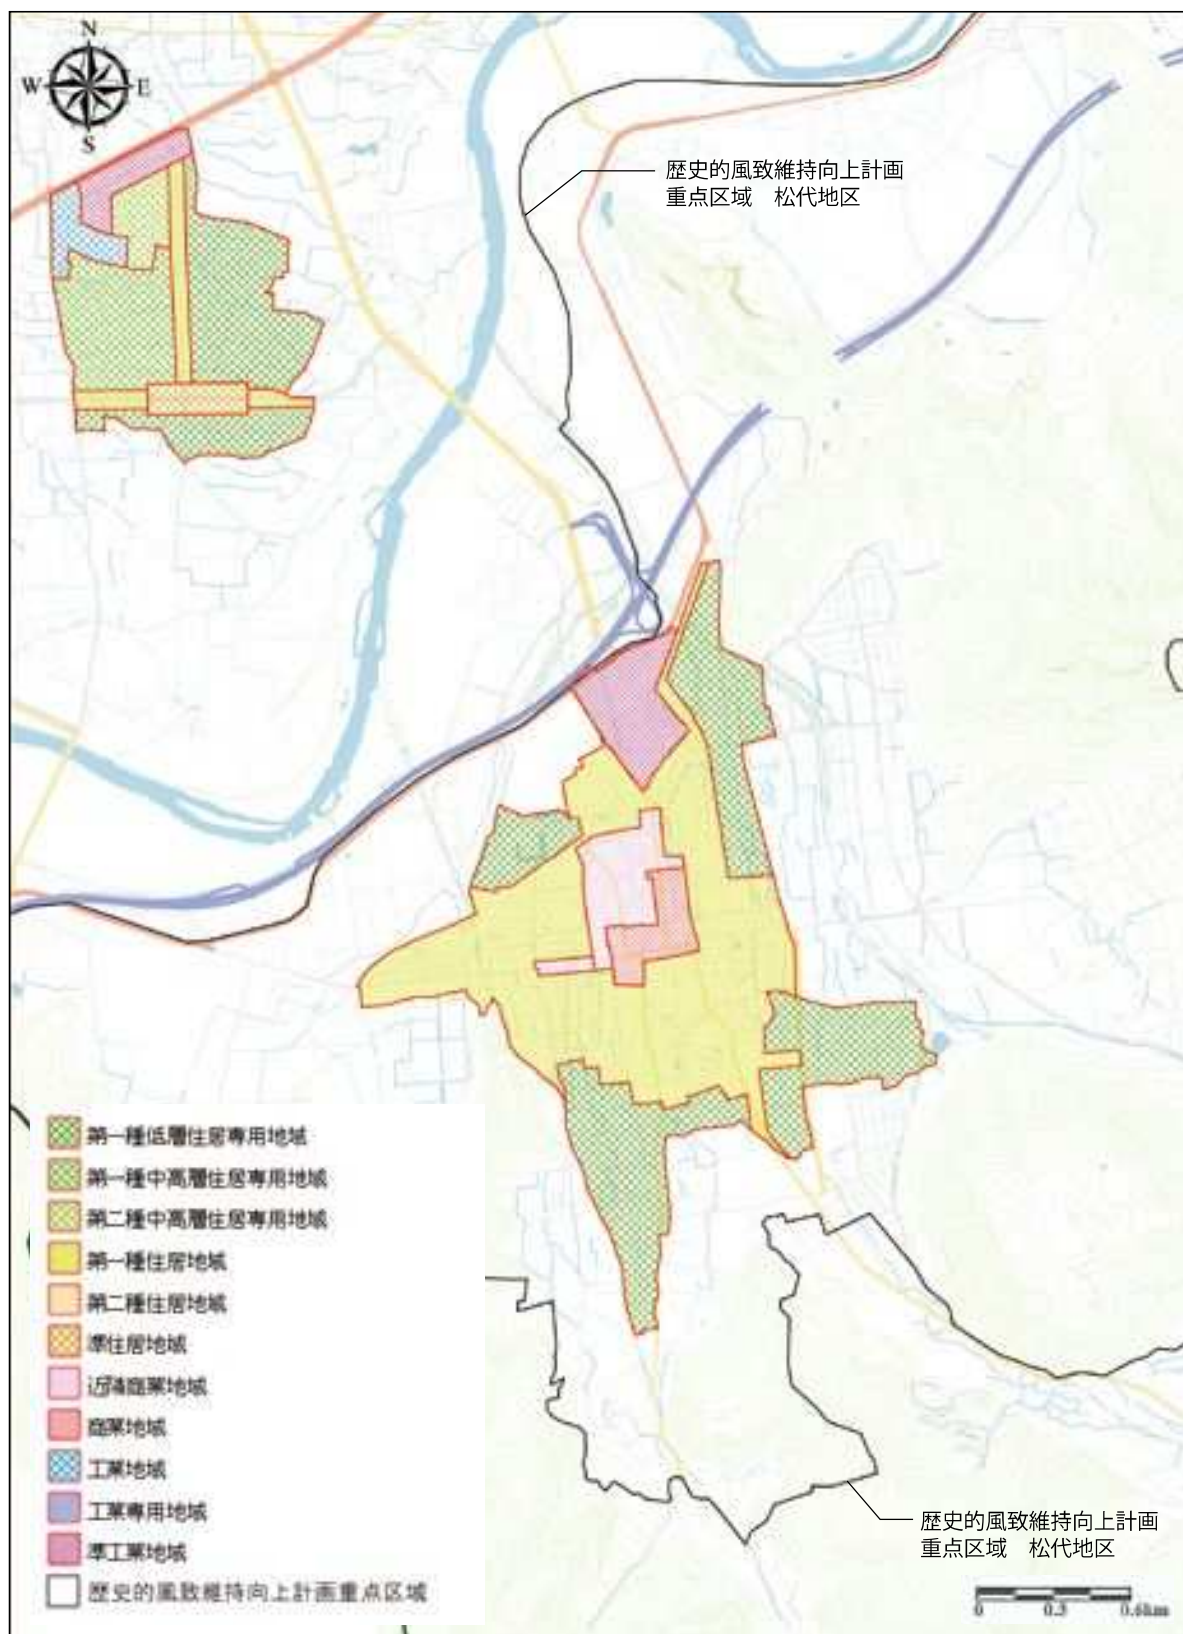 N
W E
S
歴史的風致維持向上計画
重点区域 松代地区
第一種低層住居専用地域
第一種中高層住居専用地域
第二種中高層住居専用地域
第一種住居地域
第二種住居地域
準住居地域
近隣商業地域
商業地域
工業地域
工業専用地域
準工業地域
歴史的風致維持向上計画重点区域
歴史的風致維持向上計画
重点区域 松代地区
0 0.3 0.6km